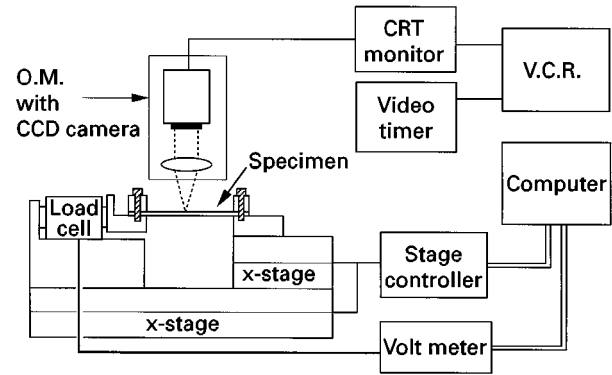 CRT
monitor
V.C.R.
O.M.
with
CCD camera
Video
timer
Specimen
Computer
Load
cell
Stage
controller
x-stage
x-stage
Volt meter